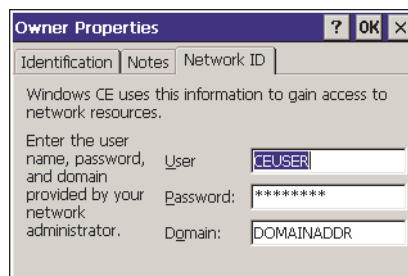 Owner Properties ? OK ×
Identification Notes Network ID
Windows CE uses this information to gain access to
network resources.
Enter the user
name, password,
and domain
provided by your
network
administrator.
User CEUSER
Password: ********
Domain: DOMAINADDR